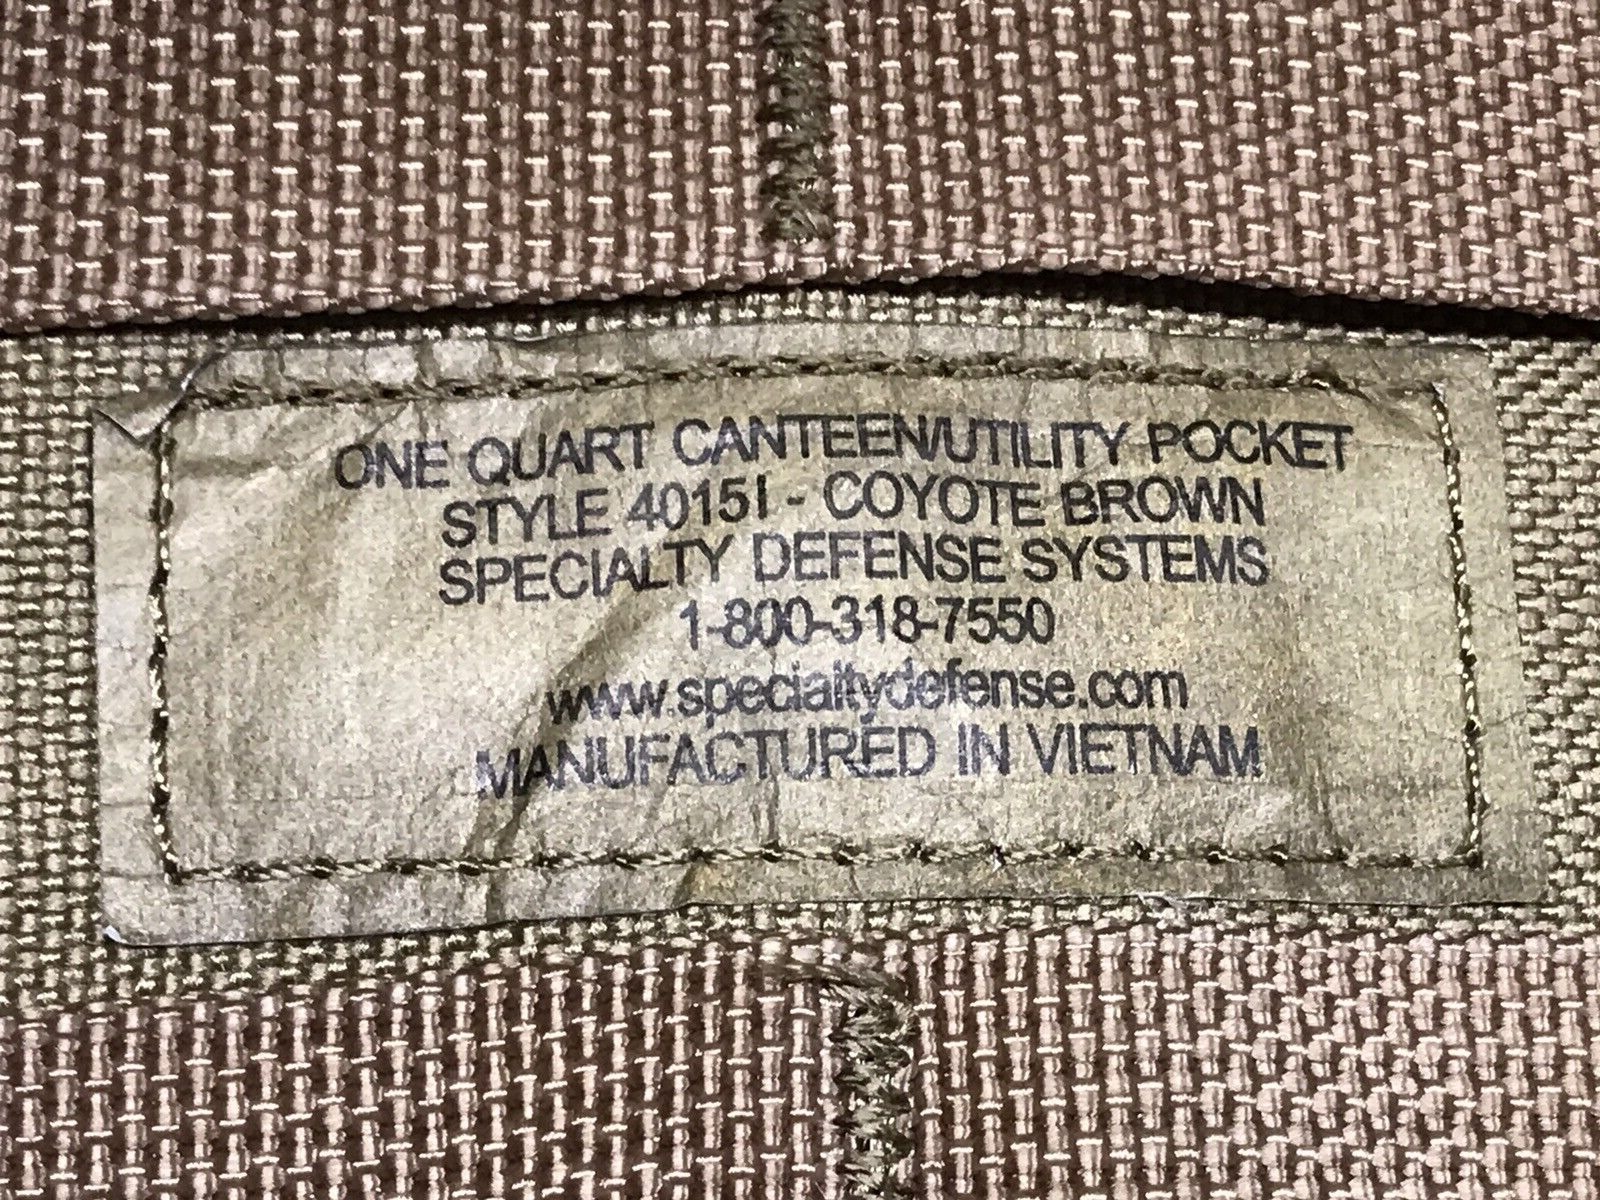 ONE QUART CANTEEN/UTILITY POCKET
STYLE 40151 - COYOTE BROWN
SPECIALTY DEFENSE SYSTEMS
1-800-318-7550
www.specialtydefense.com
MANUFACTURED IN VIETNAM